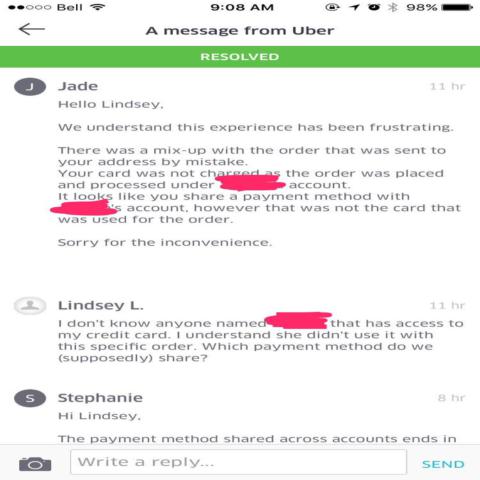 Bell 9:08 AM 98%
A message from Uber
RESOLVED
J Jade 11 hr
Hello Lindsey,
We understand this experience has been frustrating.
There was a mix-up with the order that was sent to
your address by mistake.
Your card was not charged as the order was placed
and processed under account.
It looks like you share a payment method with
's account, however that was not the card that
was used for the order.
Sorry for the inconvenience.
Lindsey L. 11 hr
I don't know anyone named that has access to
my credit card. I understand she didn't use it with
this specific order. Which payment method do we
(supposedly) share?
S Stephanie 8 hr
Hi Lindsey,
The payment method shared across accounts ends in
Write a reply... SEND